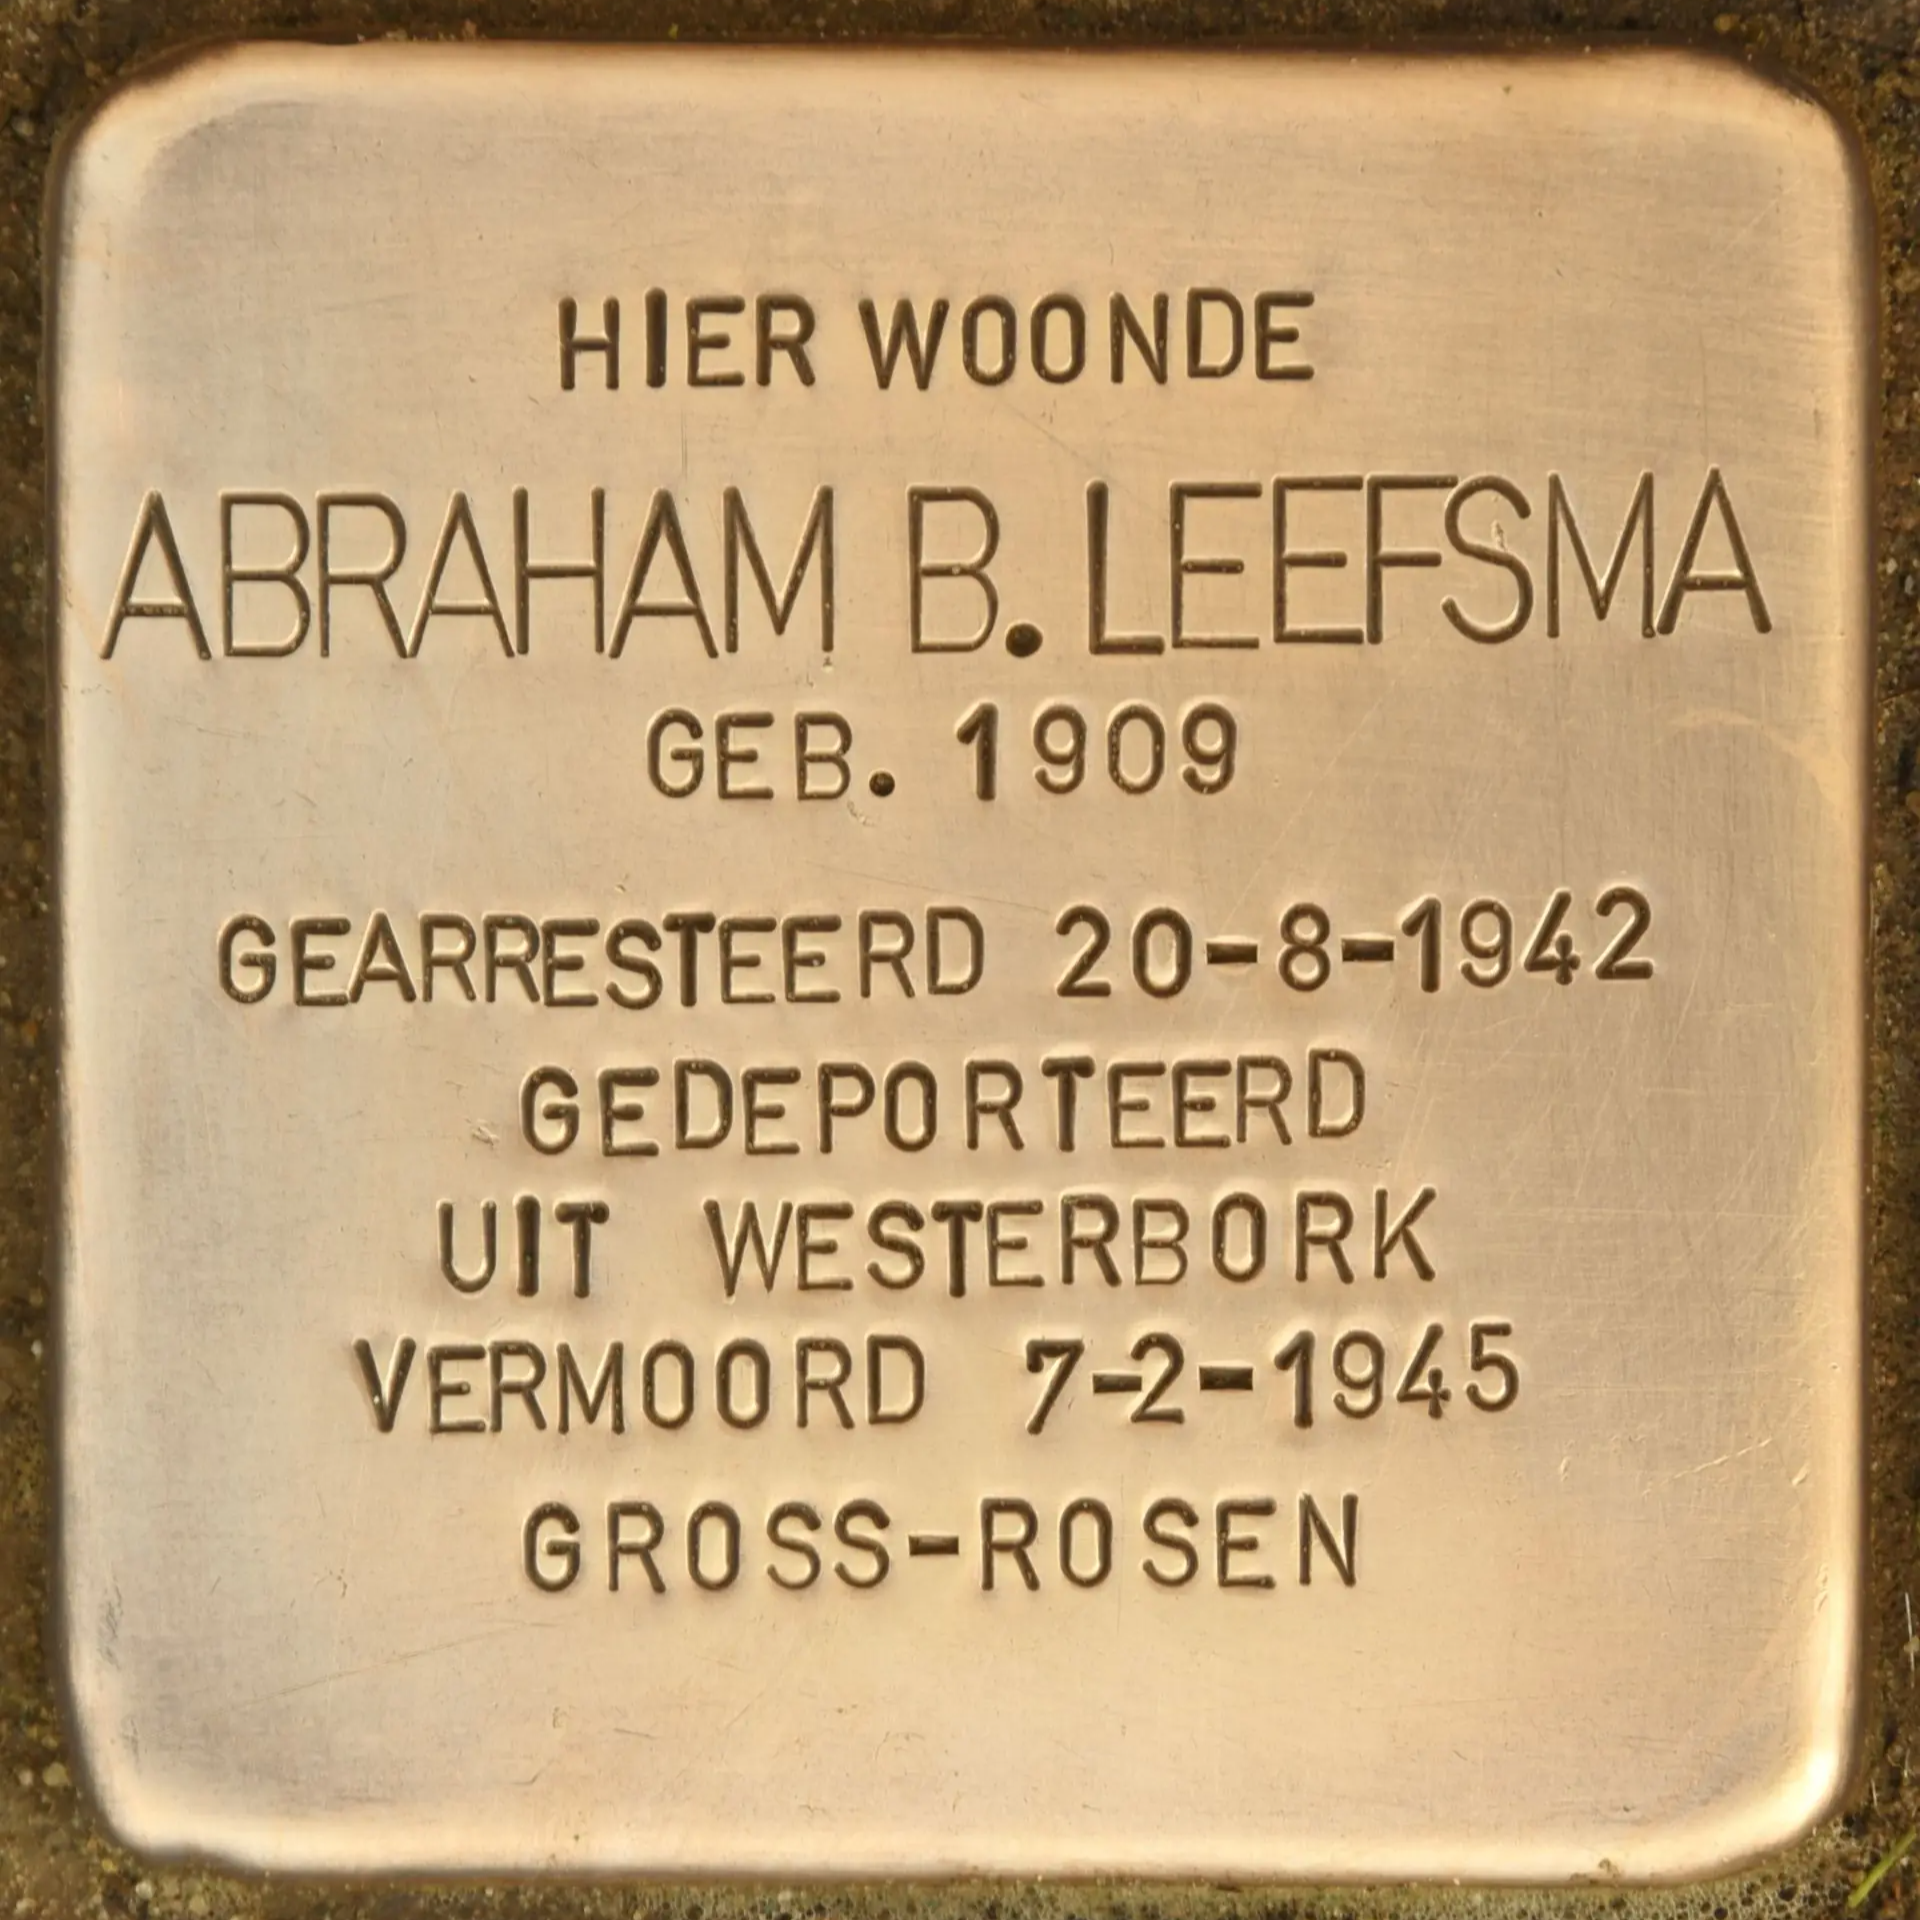 HIER WOONDE
ABRAHAM B. LEEFSMA
GEB. 1909
GEARRESTEERD 20-8-1942
GEDEPORTEERD
UIT WESTERBORK
VERMOORD 7-2-1945
GROSS-ROSEN